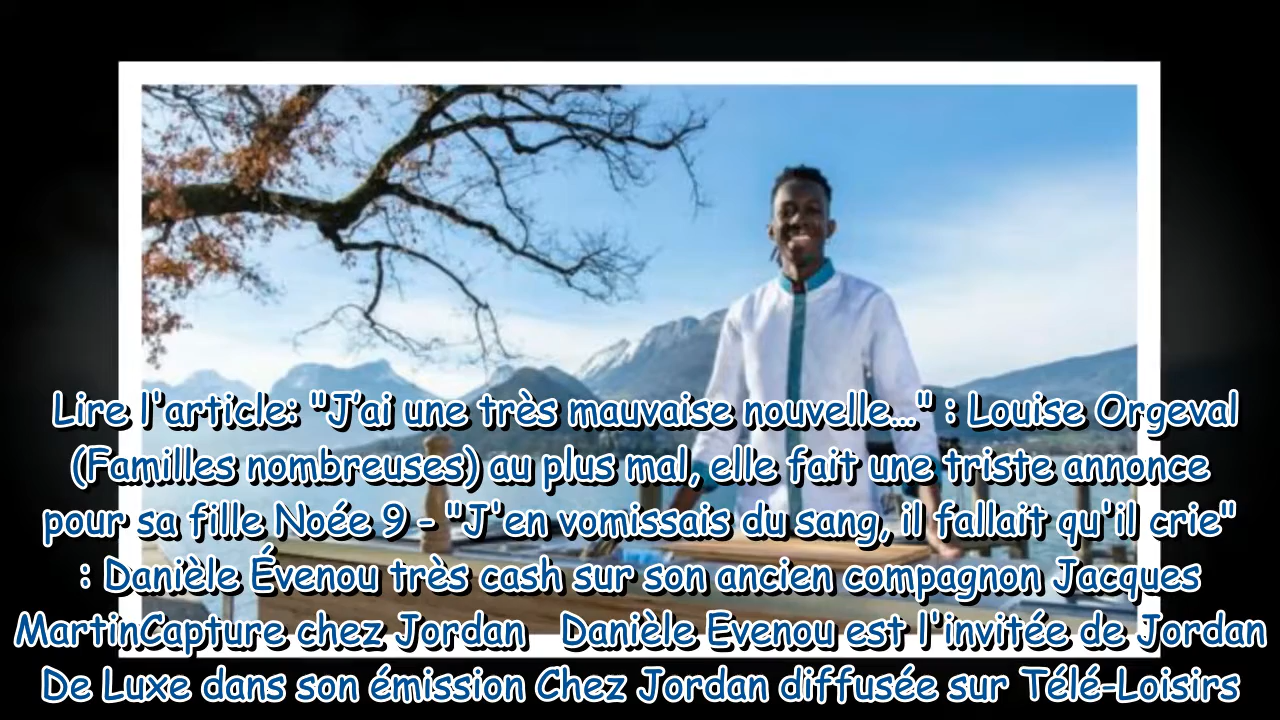 Lire l'article: "J’ai une très mauvaise nouvelle..." : Louise Orgeval
(Familles nombreuses) au plus mal, elle fait une triste annonce
pour sa fille Noée 9 - "J'en vomissais du sang, il fallait qu'il crie"
: Danièle Évenou très cash sur son ancien compagnon Jacques
MartinCapture chez Jordan   Danièle Evenou est l'invitée de Jordan
De Luxe dans son émission Chez Jordan diffusée sur Télé-Loisirs